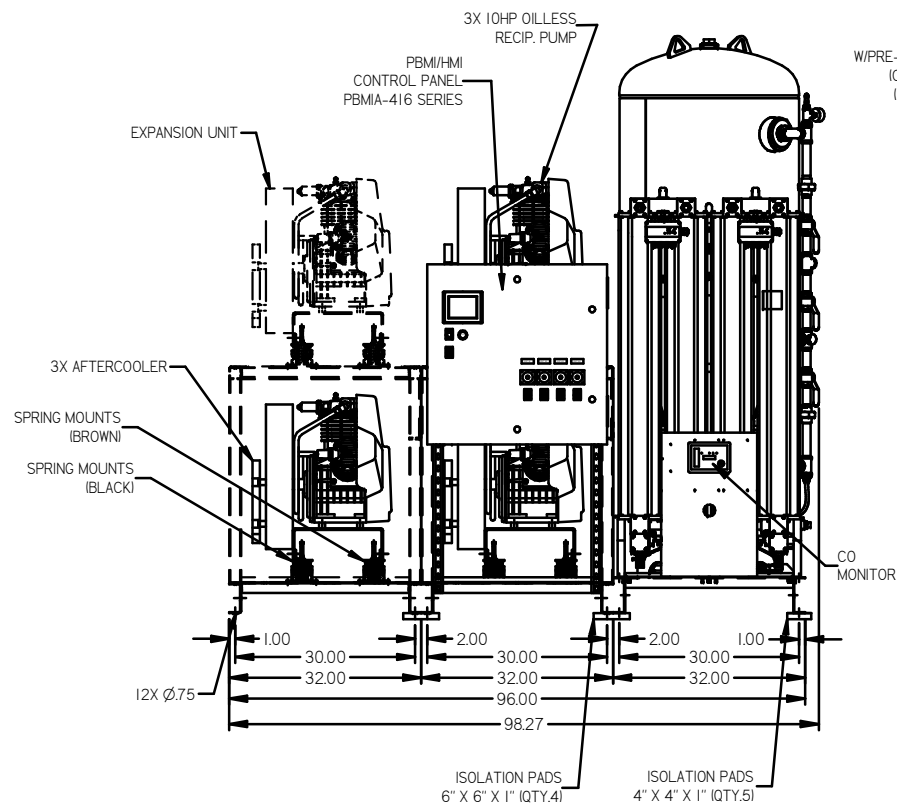 3X 10HP OILLESS
RECIP. PUMP
PBMI/HMI
CONTROL PANEL
PBMIA-416 SERIES
W/PRE-
EXPANSION UNIT
3X AFTERCOOLER
SPRING MOUNTS
(BROWN)
SPRING MOUNTS
(BLACK)
CO
MONITOR
1.00
2.00
2.00
1.00
30.00
30.00
30.00
32.00
32.00
32.00
12X Ø.75
96.00
98.27
ISOLATION PADS
6" X 6" X 1" (QTY.4)
ISOLATION PADS
4" X 4" X 1" (QTY.5)